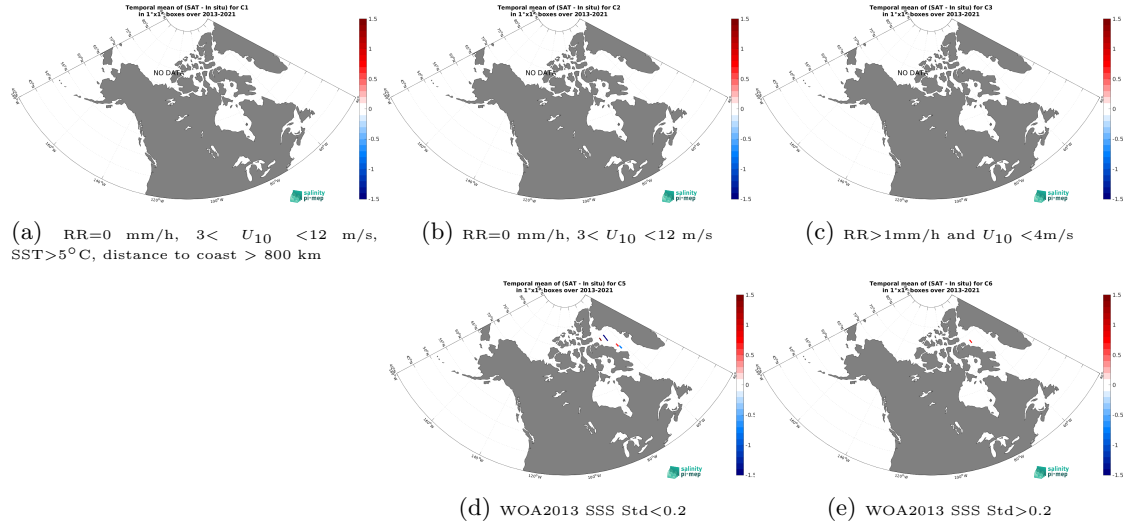 Temporal mean of (SAT - In situ) for C1
in 1°x1° boxes over 2013-2021
NO DATA
1.5
1
0.5
0
-0.5
-1
-1.5
salinity
pi-mep
(a) RR=0 mm/h, 3< U10 <12 m/s,
SST>5°C, distance to coast > 800 km
Temporal mean of (SAT - In situ) for C2
in 1°x1° boxes over 2013-2021
NO DATA
1.5
1
0.5
0
-0.5
-1
-1.5
salinity
pi-mep
(b) RR=0 mm/h, 3< U10 <12 m/s
Temporal mean of (SAT - In situ) for C3
in 1°x1° boxes over 2013-2021
NO DATA
1.5
1
0.5
0
-0.5
-1
-1.5
salinity
pi-mep
(c) RR>1mm/h and U10 <4m/s
Temporal mean of (SAT - In situ) for C5
in 1°x1° boxes over 2013-2021
1.5
1
0.5
0
-0.5
-1
-1.5
salinity
pi-mep
(d) WOA2013 SSS Std<0.2
Temporal mean of (SAT - In situ) for C6
in 1°x1° boxes over 2013-2021
1.5
1
0.5
0
-0.5
-1
-1.5
salinity
pi-mep
(e) WOA2013 SSS Std>0.2